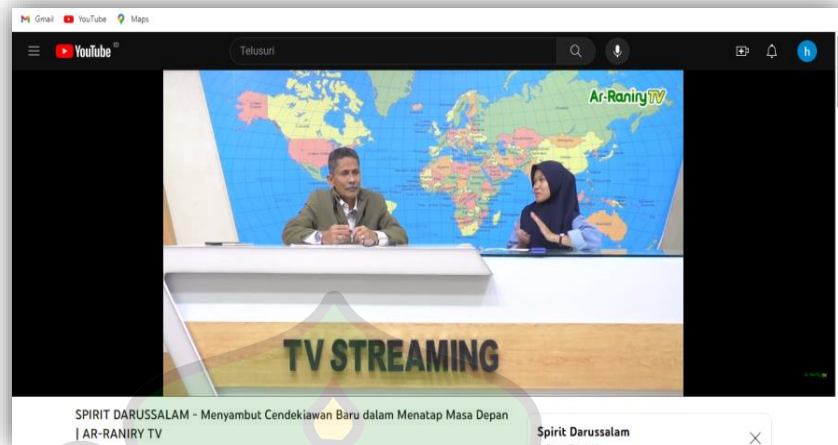 Gmail YouTube Maps
YouTube ID
Telusuri
h
Ar-Raniry TV
TV STREAMING
SPIRIT DARUSSALAM - Menyambut Cendekiawan Baru dalam Menatap Masa Depan
| AR-RANIRY TV
Spirit Darussalam